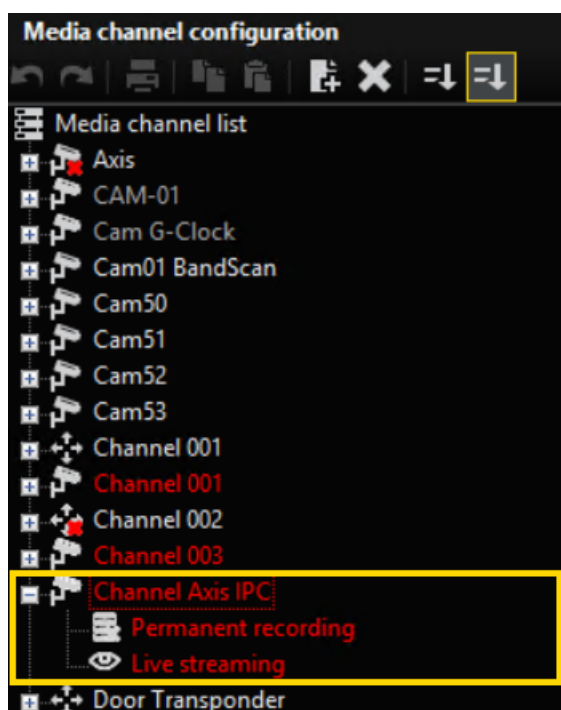 Media channel configuration
Media channel list
Axis
CAM-01
Cam G-Clock
Cam01 BandScan
Cam50
Cam51
Cam52
Cam53
Channel 001
Channel 001
Channel 002
Channel 003
Channel Axis IPC
Permanent recording
Live streaming
Door Transponder